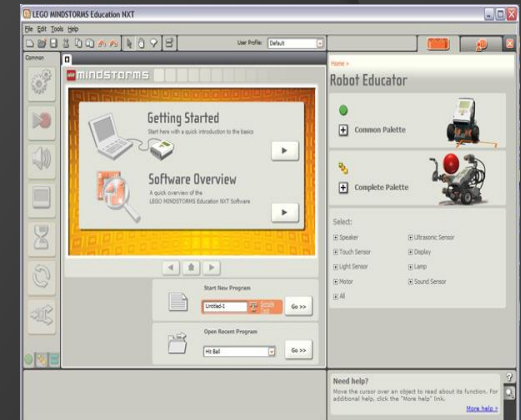 LEGO MINDSTORMS Education NXT
File Edit Tools Help
User Profile: Default
Common
MINDSTORMS
Getting Started
Start here with a quick introduction to the basics
Software Overview
A quick overview of the
LEGO MINDSTORMS Education NXT Software
Start New Program
Untitled-1
Go >>
Open Recent Program
Hit Ball
Go >>
Home >
Robot Educator
Common Palette
Complete Palette
Select:
Speaker
Ultrasonic Sensor
Touch Sensor
Display
Light Sensor
Lamp
Motor
Sound Sensor
All
Need help?
Move the cursor over an object to read about its function. For
additional help, click the "More help" link.
More help »